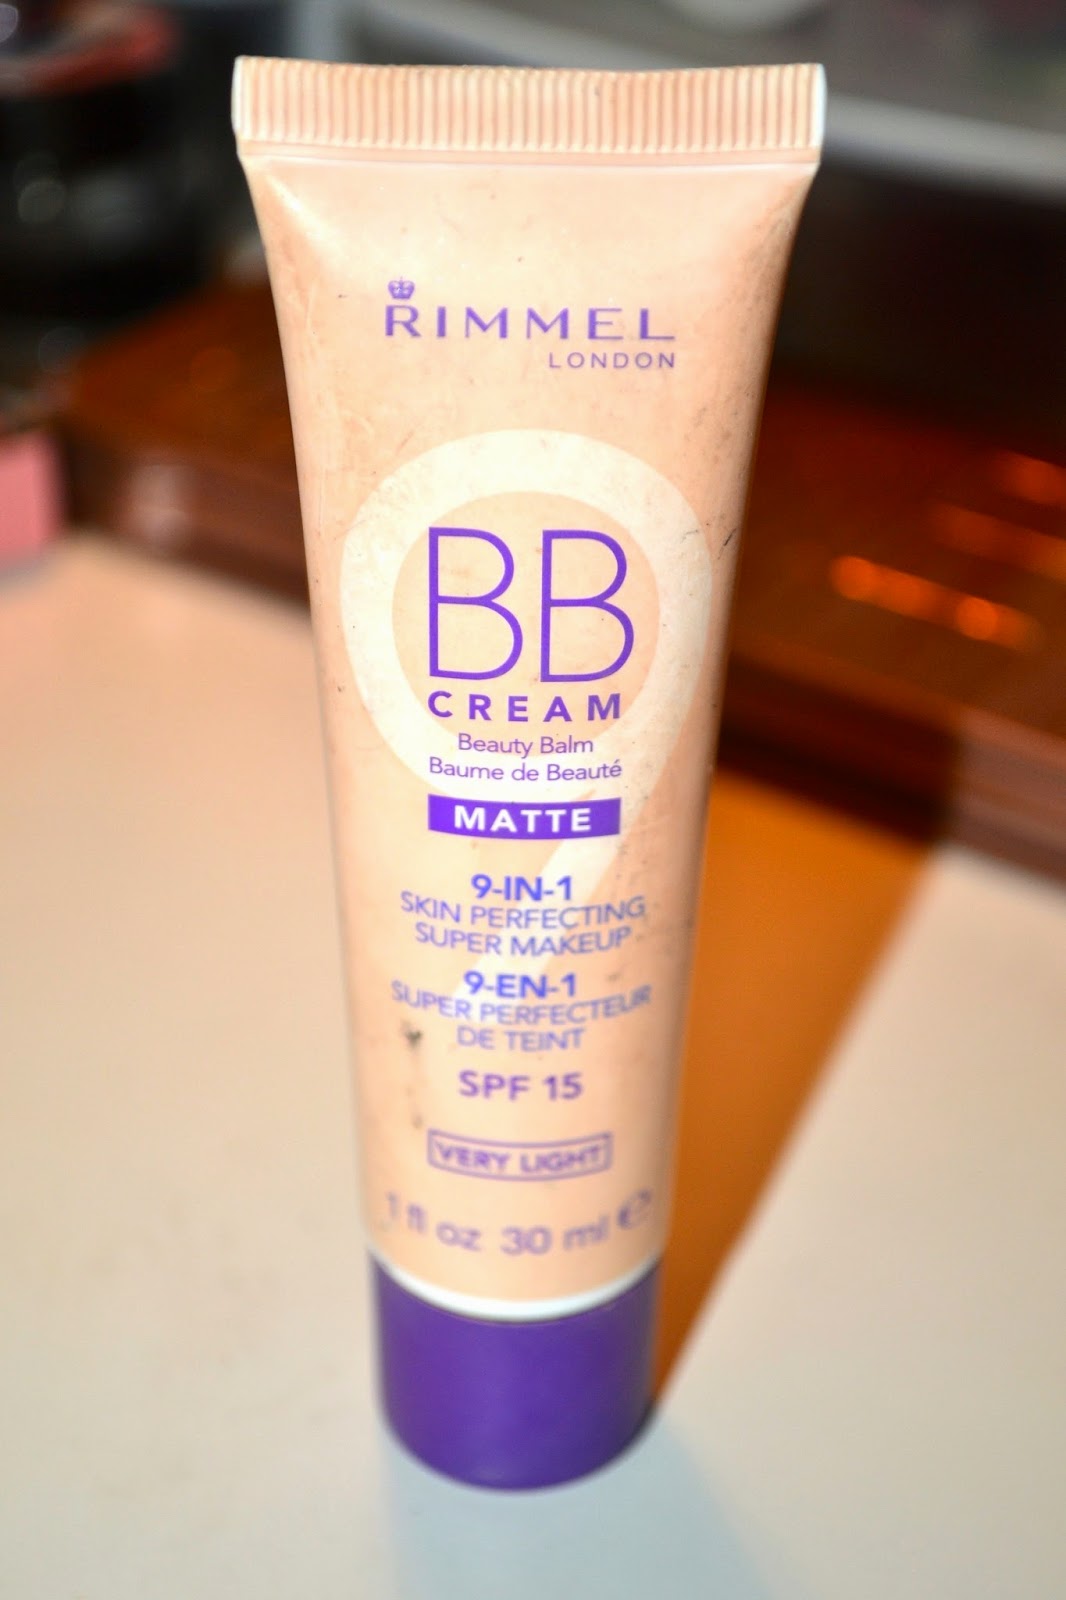 RIMMEL
LONDON
BB
CREAM
Beauty Balm
Baume de Beauté
MATTE
9-IN-1
SKIN PERFECTING
SUPER MAKEUP
9-EN-1
SUPER PERFECTEUR
DE TEINT
SPF 15
VERY LIGHT
1 fl oz 30 ml ℮